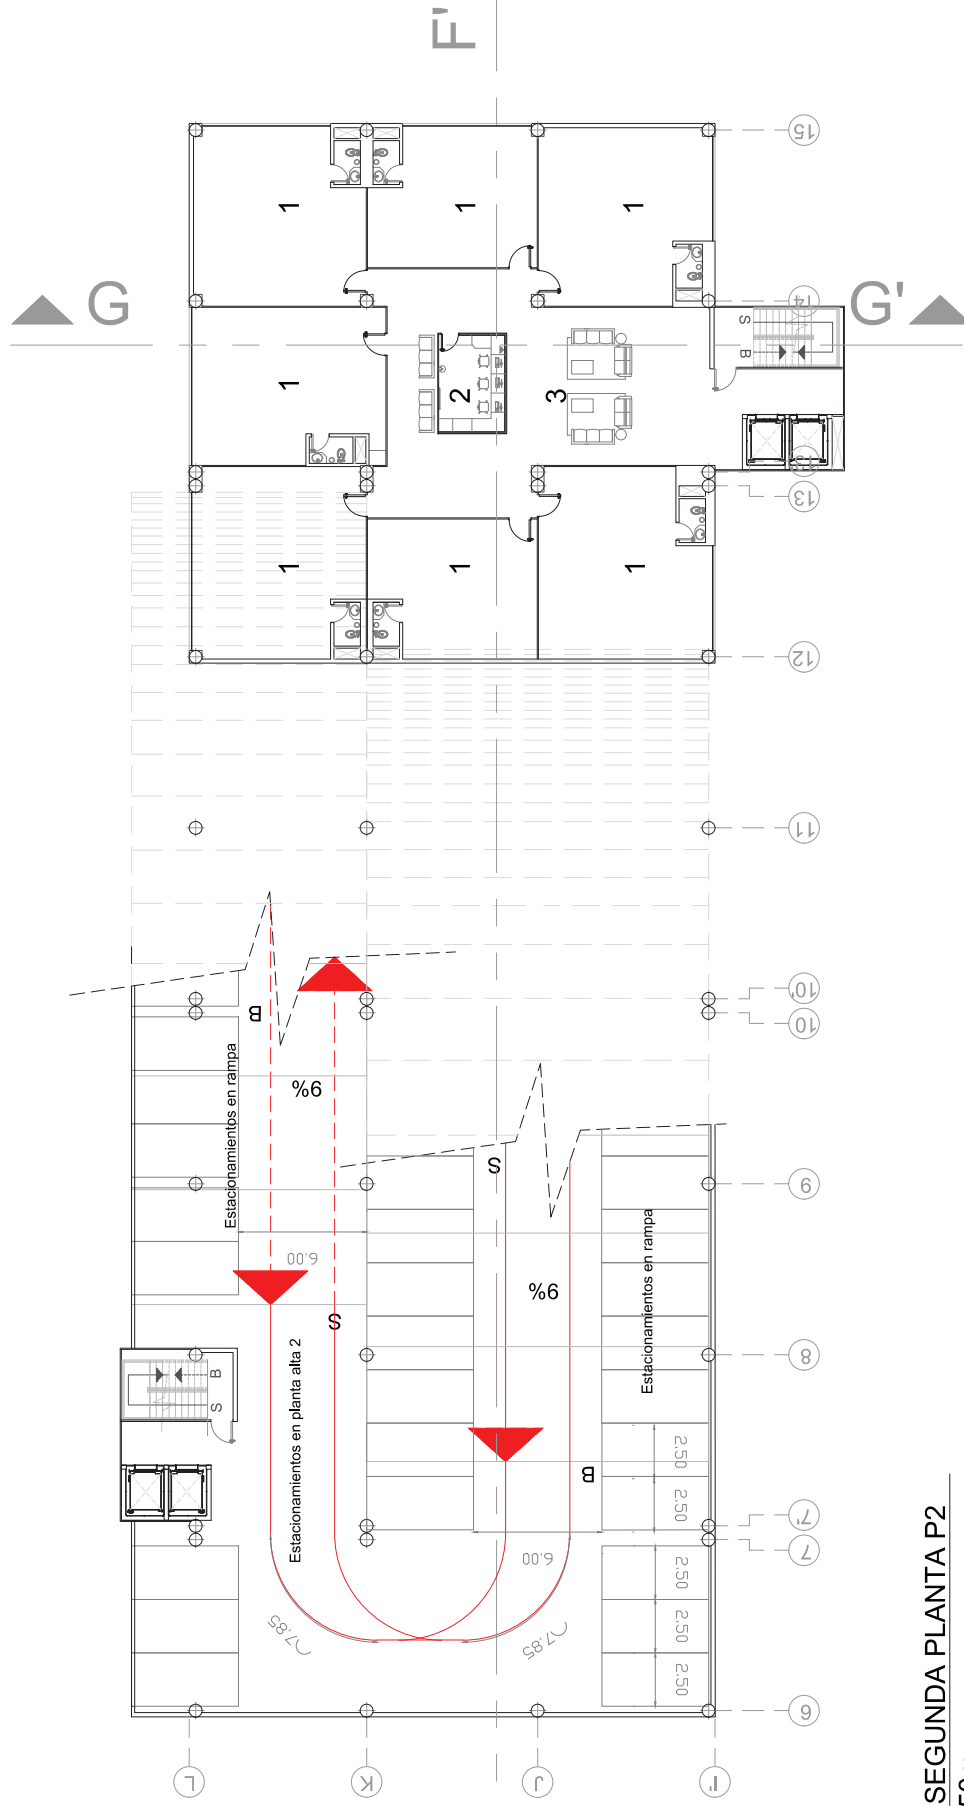 F'
G
G'
15
14
13
12
11
10'
10
9
8
7'
7
6
L
K
J
I'
1
1
1
1
2
3
1
1
1
S
B
B
Estacionamientos en rampa
%6
6.00
S
Estacionamientos en planta alta 2
B
S
S
%6
Estacionamientos en rampa
B
6.00
7.85
7.85
2.50
2.50
2.50
2.50
2.50
SEGUNDA PLANTA P2